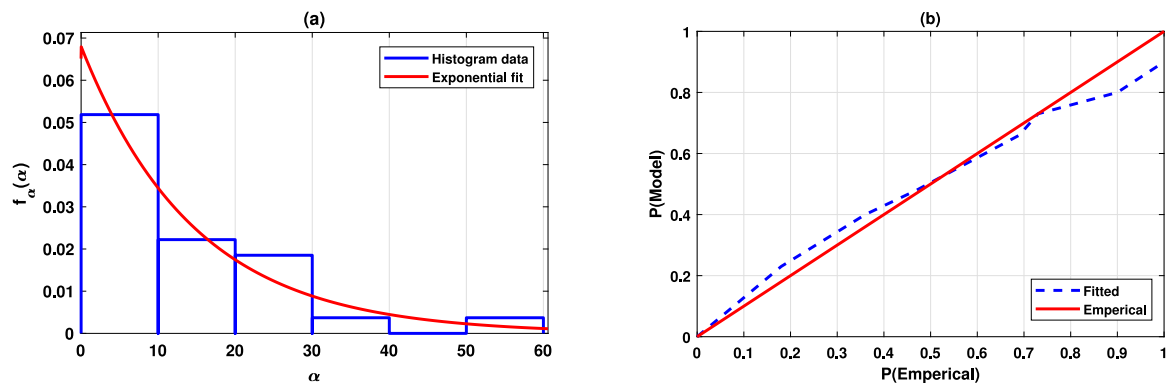 (a)
0.07
0.06
0.05
0.04
0.03
0.02
0.01
0
f_α(α)
0 10 20 30 40 50 60
α
Histogram data
Exponential fit
(b)
1
0.8
0.6
0.4
0.2
0
P(Model)
0 0.1 0.2 0.3 0.4 0.5 0.6 0.7 0.8 0.9 1
P(Emperical)
Fitted
Emperical